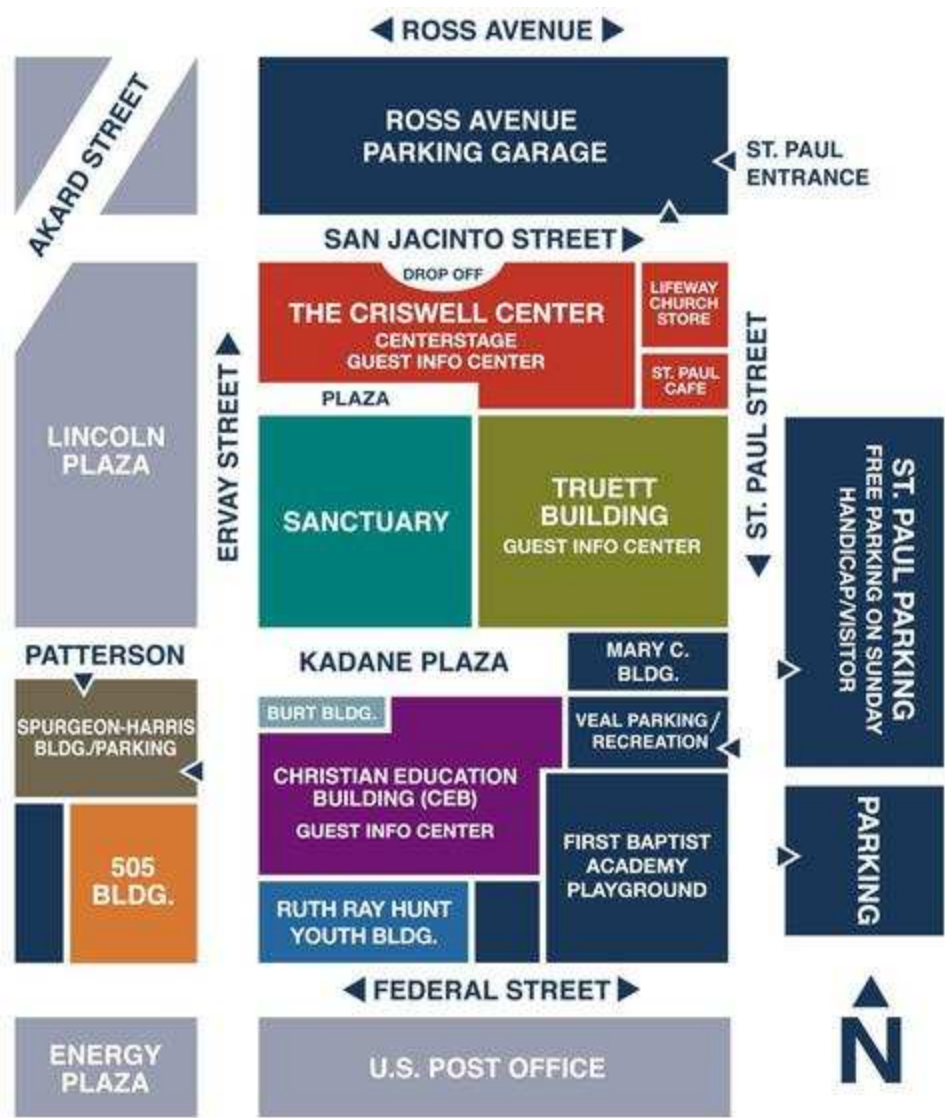 ROSS AVENUE
AKARD STREET
ROSS AVENUE
PARKING GARAGE
ST. PAUL
ENTRANCE
SAN JACINTO STREET
DROP OFF
THE CRISWELL CENTER
CENTERSTAGE
GUEST INFO CENTER
LIFEWAY
CHURCH
STORE
ST. PAUL
CAFE
PLAZA
ERVAY STREET
ST. PAUL STREET
LINCOLN
PLAZA
SANCTUARY
TRUETT
BUILDING
GUEST INFO CENTER
ST. PAUL PARKING
FREE PARKING ON SUNDAY
HANDICAP/VISITOR
PATTERSON
KADANE PLAZA
MARY C.
BLDG.
SPURGEON-HARRIS
BLDG./PARKING
BURT BLDG.
VEAL PARKING/
RECREATION
CHRISTIAN EDUCATION
BUILDING (CEB)
GUEST INFO CENTER
PARKING
505
BLDG.
FIRST BAPTIST
ACADEMY
PLAYGROUND
RUTH RAY HUNT
YOUTH BLDG.
FEDERAL STREET
N
ENERGY
PLAZA
U.S. POST OFFICE